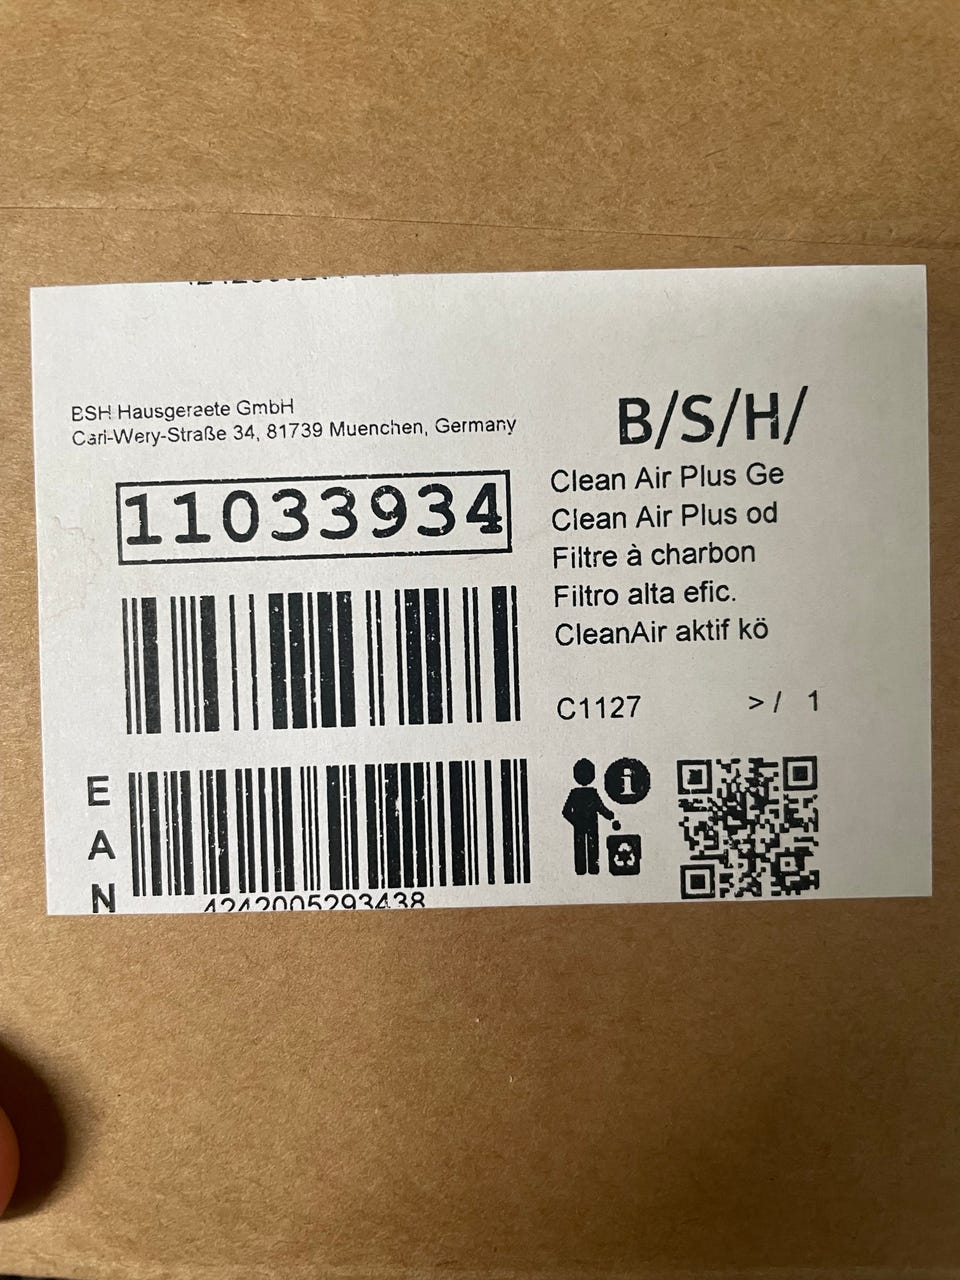 BSH Hausgeraete GmbH
Carl-Wery-Straße 34, 81739 Muenchen, Germany
11033934
B/S/H/
Clean Air Plus Ge
Clean Air Plus od
Filtre à charbon
Filtro alta efic.
CleanAir aktif kö
C1127 >/ 1
EAN
4242005293438